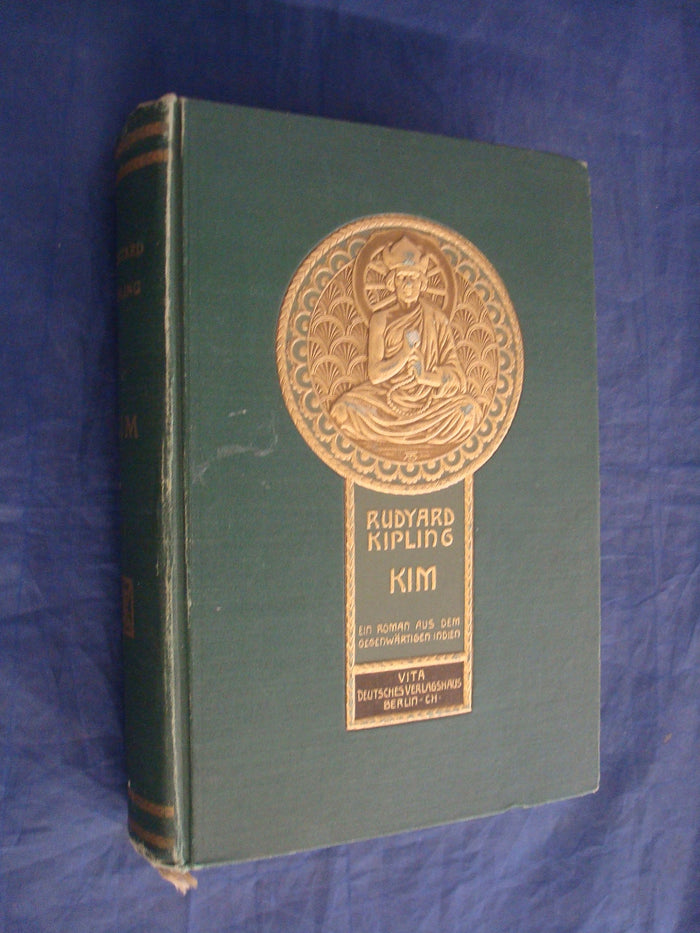 RUDYARD
KIPLING
KIM
EIN ROMAN AUS DEM
GEGENWÄRTIGEN INDIEN
VITA
DEUTSCHES VERLAGSHAUS
BERLIN-CH-